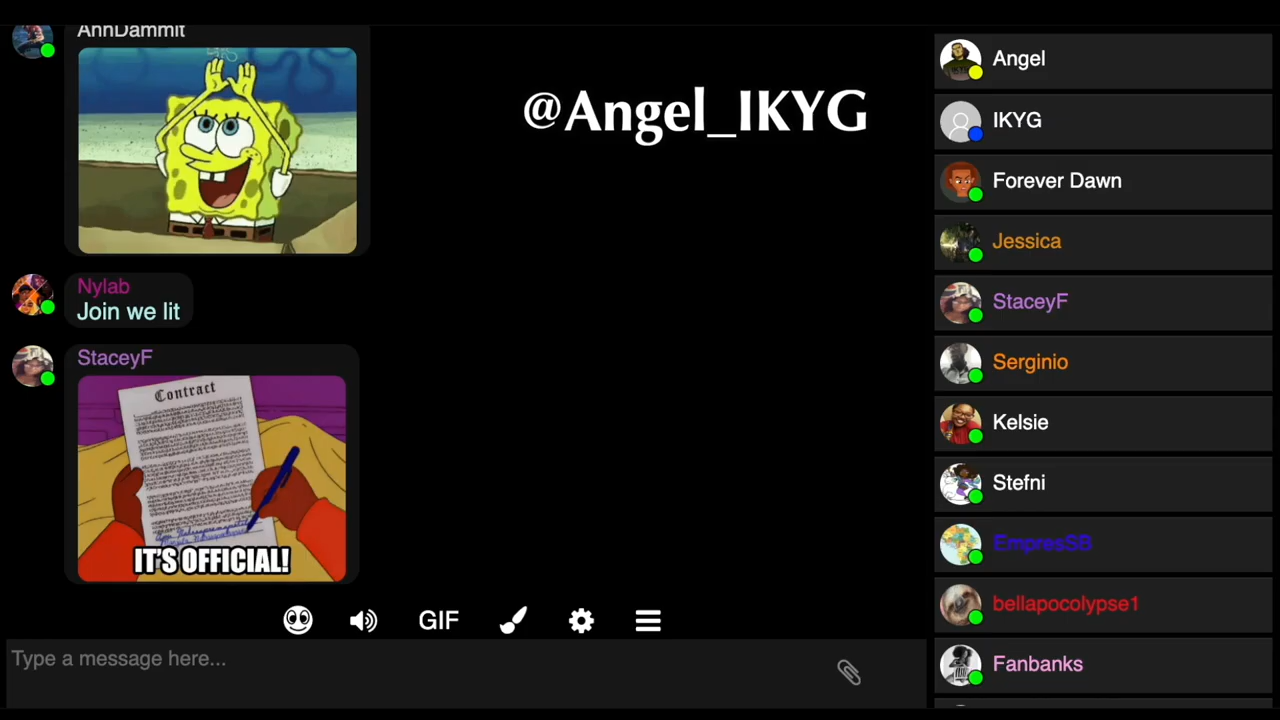 AnnDammit
@Angel_IKYG
Nylab
Join we lit
StaceyF
Contract
IT'S OFFICIAL!
GIF
Type a message here...
Angel
IKYG
Forever Dawn
Jessica
StaceyF
Serginio
Kelsie
Stefni
EmpresSB
bellapocolypse1
Fanbanks